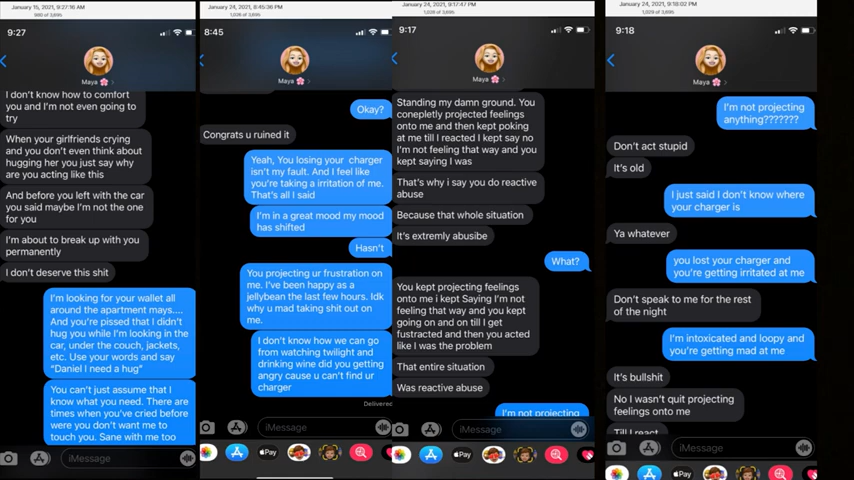 January 15, 2021, 9:27:16 AM
980 of 3,895
9:27
Maya 🌸
I don't know how to comfort
you and I'm not even going to
try
When your girlfriends crying
and you don't even think about
hugging her you just say why
are you acting like this
And before you left with the car
you said maybe I'm not the one
for you
I'm about to break up with you
permanently
I don't deserve this shit
I'm looking for your wallet all
around the apartment mays....
And you're pissed that I didn't
hug you while I'm looking in the
car, under the couch, jackets,
etc. Use your words and say
“Daniel I need a hug”
You can't just assume that I
know what you need. There are
times when you've cried before
were you don't want me to
touch you. Sane with me too
iMessage
Pay
January 24, 2021, 8:45:36 PM
8:45
Maya 🌸
Okay?
Congrats u ruined it
Yeah, You losing your charger
isn't my fault. And I feel like
you're taking a irritation of me.
That's all I said
I'm in a great mood my mood
has shifted
Hasn't
You projecting ur frustration on
me. I've been happy as a
jellybean the last few hours. Idk
why u mad taking shit out on
me.
I don't know how we can go
from watching twilight and
drinking wine did you getting
angry cause u can't find ur
charger
Delivered
iMessage
Pay
January 24, 2021, 9:17:47 PM
1,028 of 3,895
9:17
Maya 🌸
Standing my damn ground. You
conepletly projected feelings
onto me and then kept poking
at me till I reacted I kept say no
I'm not feeling that way and you
kept saying I was
That's why i say you do reactive
abuse
Because that whole situation
It's extremly abusibe
What?
You kept projecting feelings
onto me i kept Saying I'm not
feeling that way and you kept
going on and on till I get
fustracted and then you acted
like I was the problem
That entire situation
Was reactive abuse
I'm not projecting
iMessage
Pay
January 24, 2021, 9:18:02 PM
1,029 of 3,895
9:18
Maya 🌸
I'm not projecting
anything???????
Don't act stupid
It's old
I just said I don't know where
your charger is
Ya whatever
you lost your charger and
you're getting irritated at me
Don't speak to me for the rest
of the night
I'm intoxicated and loopy and
you're getting mad at me
It's bullshit
No I wasn't quit projecting
feelings onto me
Till I react
iMessage
Pay